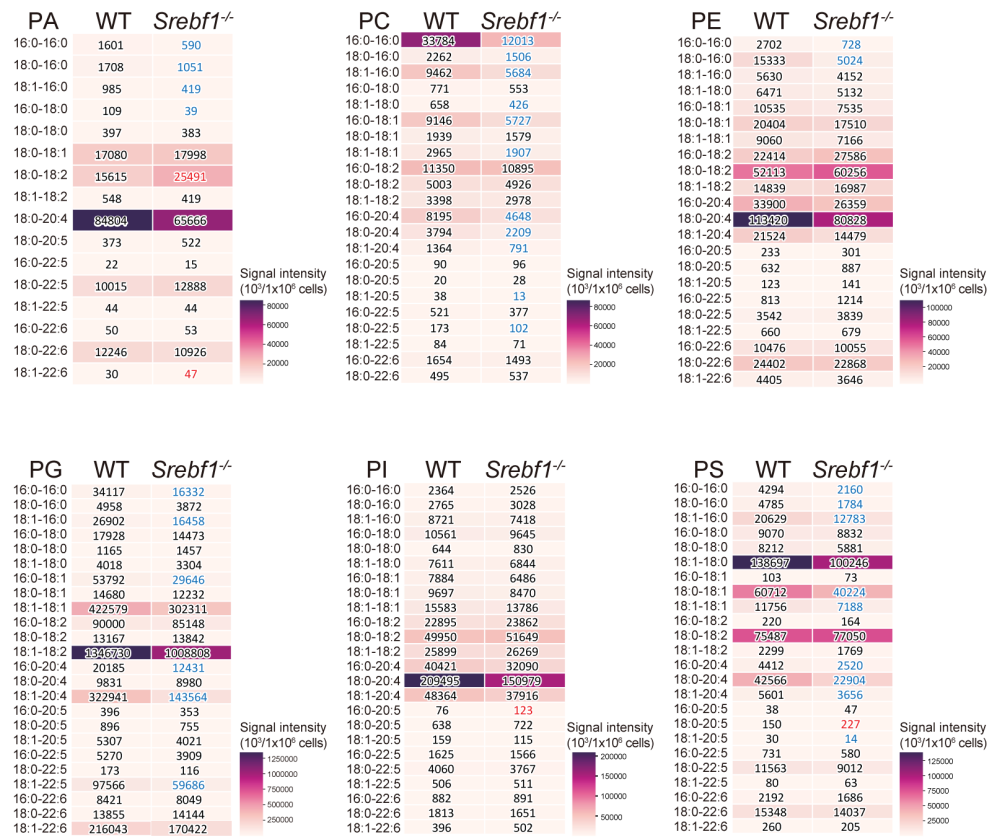 PA WT Srebf1-/-
16:0-16:0 1601 590
18:0-16:0 1708 1051
18:1-16:0 985 419
16:0-18:0 109 39
18:0-18:0 397 383
18:0-18:1 17080 17998
18:0-18:2 15615 25491
18:1-18:2 548 419
18:0-20:4 84804 65666
18:0-20:5 373 522
16:0-22:5 22 15
18:0-22:5 10015 12888
18:1-22:5 44 44
16:0-22:6 50 53
18:0-22:6 12246 10926
18:1-22:6 30 47
Signal intensity
(10³/1x10⁶ cells)
80000
60000
40000
20000
PC WT Srebf1-/-
16:0-16:0 33784 12013
18:0-16:0 2262 1506
18:1-16:0 9462 5684
16:0-18:0 771 553
18:1-18:0 658 426
16:0-18:1 9146 5727
18:0-18:1 1939 1579
18:1-18:1 2965 1907
16:0-18:2 11350 10895
18:0-18:2 5003 4926
18:1-18:2 3398 2978
16:0-20:4 8195 4648
18:0-20:4 3794 2209
18:1-20:4 1364 791
16:0-20:5 90 96
18:0-20:5 20 28
18:1-20:5 38 13
16:0-22:5 521 377
18:0-22:5 173 102
18:1-22:5 84 71
16:0-22:6 1654 1493
18:0-22:6 495 537
Signal intensity
(10³/1x10⁶ cells)
80000
60000
40000
20000
PE WT Srebf1-/-
16:0-16:0 2702 728
18:0-16:0 15333 5024
18:1-16:0 5630 4152
18:1-18:0 6471 5132
16:0-18:1 10535 7535
18:0-18:1 20404 17510
18:1-18:1 9060 7166
16:0-18:2 22414 27586
18:0-18:2 52113 60256
18:1-18:2 14839 16987
16:0-20:4 33900 26359
18:0-20:4 113420 80828
18:1-20:4 21524 14479
16:0-20:5 233 301
18:0-20:5 632 887
18:1-20:5 123 141
16:0-22:5 813 1214
18:0-22:5 3542 3839
18:1-22:5 660 679
16:0-22:6 10476 10055
18:0-22:6 24402 22868
18:1-22:6 4405 3646
Signal intensity
(10³/1x10⁶ cells)
100000
80000
60000
40000
20000
PG WT Srebf1-/-
16:0-16:0 34117 16332
18:0-16:0 4958 3872
18:1-16:0 26902 16458
16:0-18:0 17928 14473
18:0-18:0 1165 1457
18:1-18:0 4018 3304
16:0-18:1 53792 29646
18:0-18:1 14680 12232
18:1-18:1 422579 302311
16:0-18:2 90000 85148
18:0-18:2 13167 13842
18:1-18:2 1346730 1008808
16:0-20:4 20185 12431
18:0-20:4 9831 8980
18:1-20:4 322941 143564
16:0-20:5 396 353
18:0-20:5 896 755
18:1-20:5 5307 4021
16:0-22:5 5270 3909
18:0-22:5 173 116
18:1-22:5 97566 59686
16:0-22:6 8421 8049
18:0-22:6 13855 14144
18:1-22:6 216043 170422
Signal intensity
(10³/1x10⁶ cells)
1250000
1000000
750000
500000
250000
PI WT Srebf1-/-
16:0-16:0 2364 2526
18:0-16:0 2765 3028
18:1-16:0 8721 7418
16:0-18:0 10561 9645
18:0-18:0 644 830
18:1-18:0 7611 6844
16:0-18:1 7884 6486
18:0-18:1 9697 8470
18:1-18:1 15583 13786
16:0-18:2 22895 23862
18:0-18:2 49950 51649
18:1-18:2 25899 26269
16:0-20:4 40421 32090
18:0-20:4 209495 150979
18:1-20:4 48364 37916
16:0-20:5 76 123
18:0-20:5 638 722
18:1-20:5 159 115
16:0-22:5 1625 1566
18:0-22:5 4060 3767
18:1-22:5 506 511
16:0-22:6 882 891
18:0-22:6 1813 1651
18:1-22:6 396 502
Signal intensity
(10³/1x10⁶ cells)
200000
150000
100000
50000
PS WT Srebf1-/-
16:0-16:0 4294 2160
18:0-16:0 4785 1784
18:1-16:0 20629 12783
16:0-18:0 9070 8832
18:0-18:0 8212 5881
18:1-18:0 138697 100246
16:0-18:1 103 73
18:0-18:1 60712 40224
18:1-18:1 11756 7188
16:0-18:2 220 164
18:0-18:2 75487 77050
18:1-18:2 2299 1769
16:0-20:4 4412 2520
18:0-20:4 42566 22904
18:1-20:4 5601 3656
16:0-20:5 38 47
18:0-20:5 150 227
18:1-20:5 30 14
16:0-22:5 731 580
18:0-22:5 11563 9012
18:1-22:5 80 63
16:0-22:6 2192 1686
18:0-22:6 15348 14037
18:1-22:6 260 205
Signal intensity
(10³/1x10⁶ cells)
125000
100000
75000
50000
25000